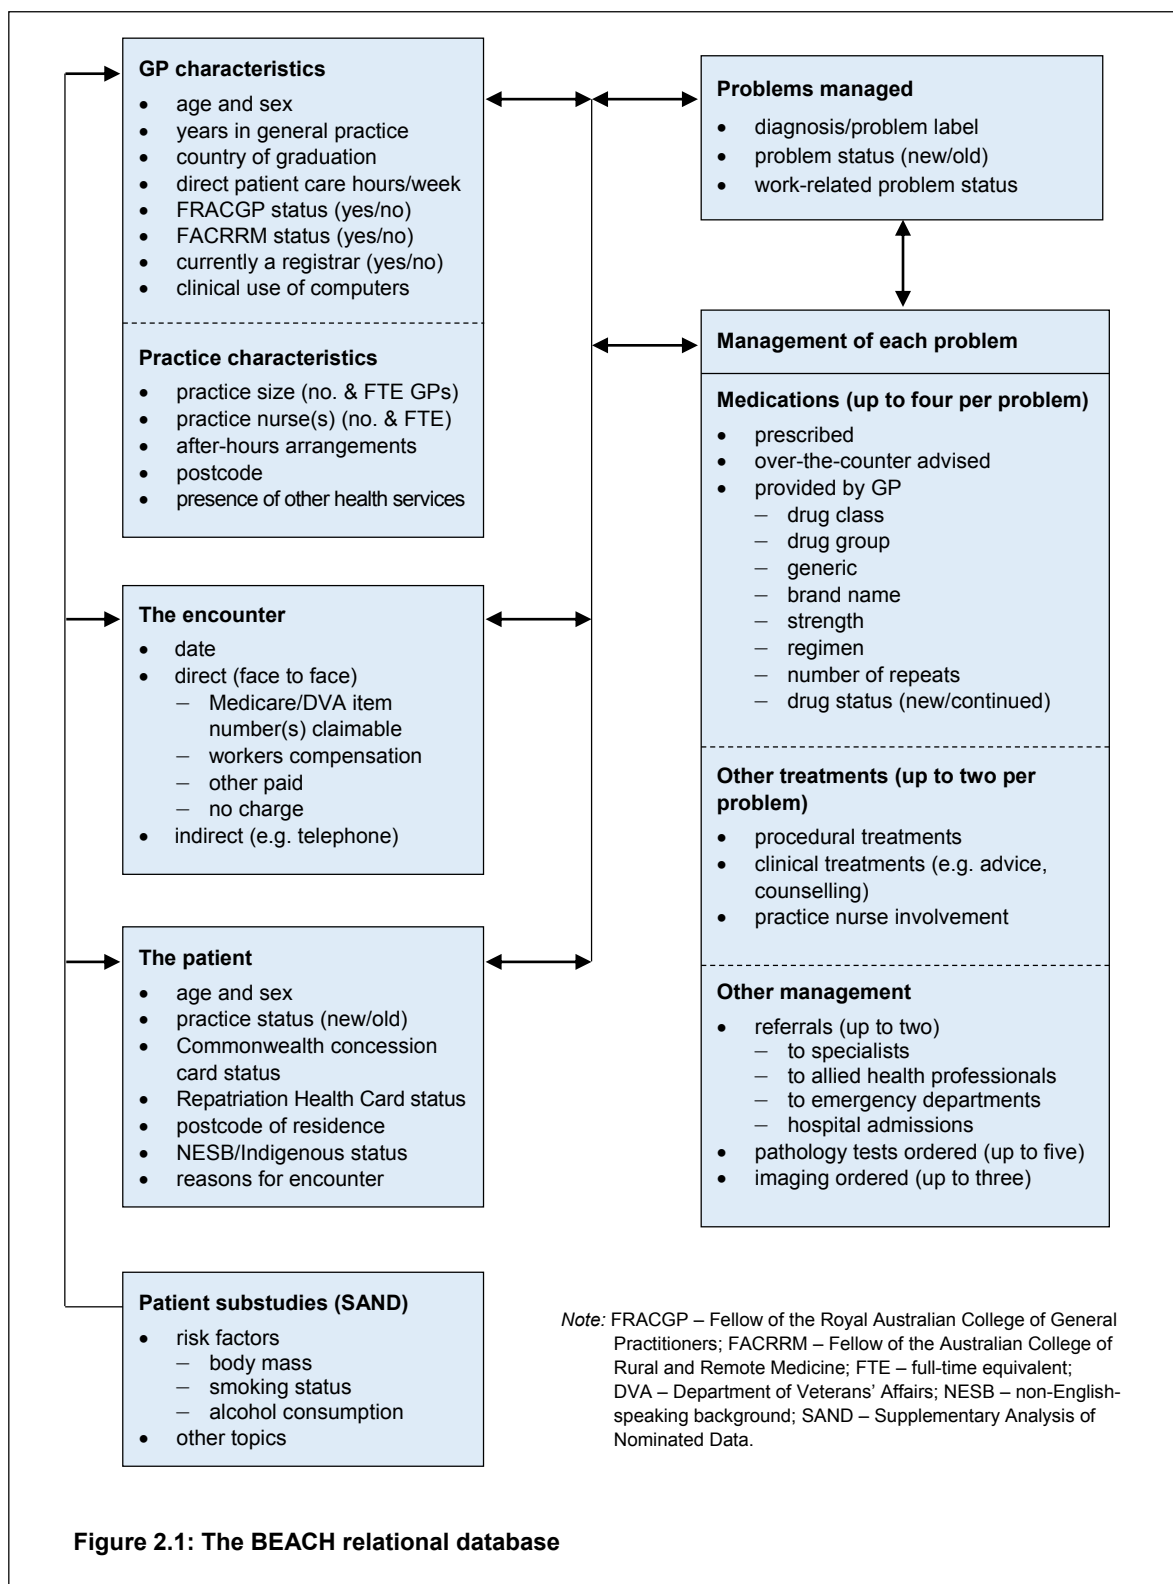 GP characteristics
• age and sex
• years in general practice
• country of graduation
• direct patient care hours/week
• FRACGP status (yes/no)
• FACRRM status (yes/no)
• currently a registrar (yes/no)
• clinical use of computers
Practice characteristics
• practice size (no. & FTE GPs)
• practice nurse(s) (no. & FTE)
• after-hours arrangements
• postcode
• presence of other health services
The encounter
• date
• direct (face to face)
– Medicare/DVA item
number(s) claimable
– workers compensation
– other paid
– no charge
• indirect (e.g. telephone)
The patient
• age and sex
• practice status (new/old)
• Commonwealth concession
card status
• Repatriation Health Card status
• postcode of residence
• NESB/Indigenous status
• reasons for encounter
Patient substudies (SAND)
• risk factors
– body mass
– smoking status
– alcohol consumption
• other topics
Problems managed
• diagnosis/problem label
• problem status (new/old)
• work-related problem status
Management of each problem
Medications (up to four per problem)
• prescribed
• over-the-counter advised
• provided by GP
– drug class
– drug group
– generic
– brand name
– strength
– regimen
– number of repeats
– drug status (new/continued)
Other treatments (up to two per
problem)
• procedural treatments
• clinical treatments (e.g. advice,
counselling)
• practice nurse involvement
Other management
• referrals (up to two)
– to specialists
– to allied health professionals
– to emergency departments
– hospital admissions
• pathology tests ordered (up to five)
• imaging ordered (up to three)
Note: FRACGP – Fellow of the Royal Australian College of General
Practitioners; FACRRM – Fellow of the Australian College of
Rural and Remote Medicine; FTE – full-time equivalent;
DVA – Department of Veterans' Affairs; NESB – non-English-
speaking background; SAND – Supplementary Analysis of
Nominated Data.
Figure 2.1: The BEACH relational database